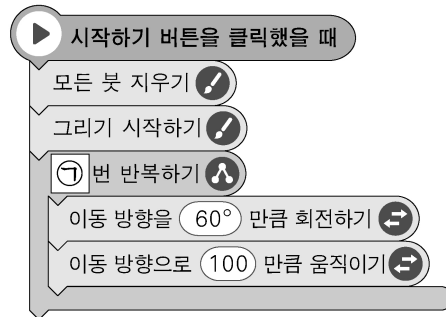 시작하기 버튼을 클릭했을 때
모든 붓 지우기
그리기 시작하기
㉠ 번 반복하기
이동 방향을 60° 만큼 회전하기
이동 방향으로 100 만큼 움직이기